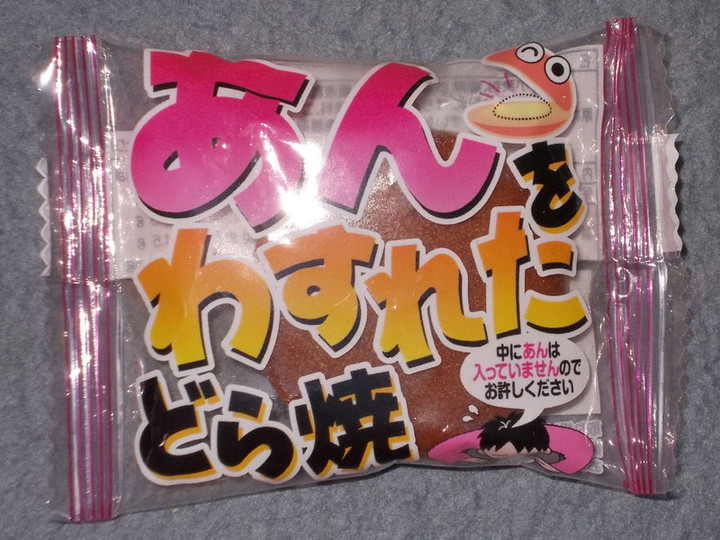 あんを
わすれた
どら焼
中にあんは
入っていませんので
お許しください